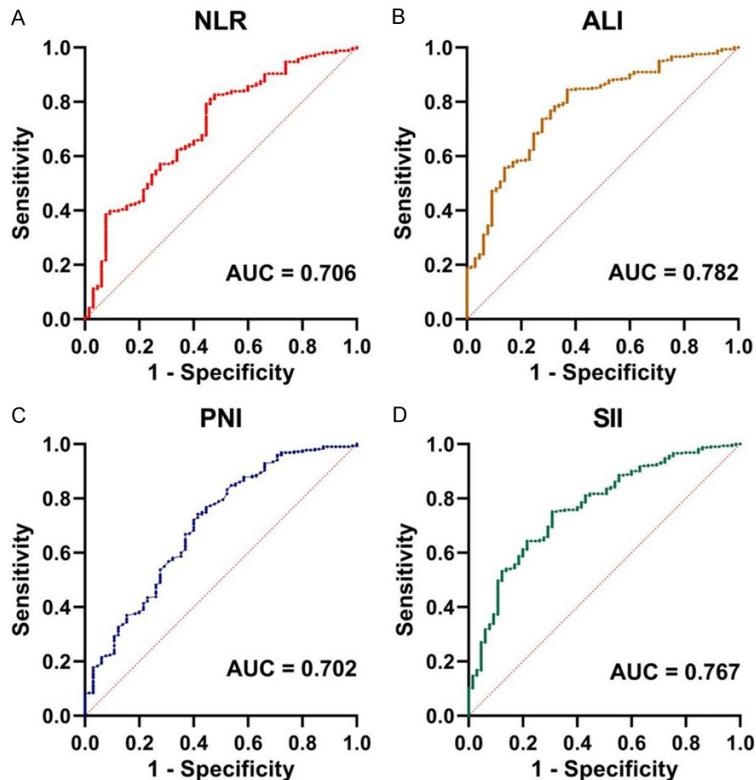 A
NLR
1.0
0.8
0.6
0.4
0.2
0.0
Sensitivity
AUC = 0.706
0.0 0.2 0.4 0.6 0.8 1.0
1 - Specificity
B
ALI
1.0
0.8
0.6
0.4
0.2
0.0
Sensitivity
AUC = 0.782
0.0 0.2 0.4 0.6 0.8 1.0
1 - Specificity
C
PNI
1.0
0.8
0.6
0.4
0.2
0.0
Sensitivity
AUC = 0.702
0.0 0.2 0.4 0.6 0.8 1.0
1 - Specificity
D
SII
1.0
0.8
0.6
0.4
0.2
0.0
Sensitivity
AUC = 0.767
0.0 0.2 0.4 0.6 0.8 1.0
1 - Specificity